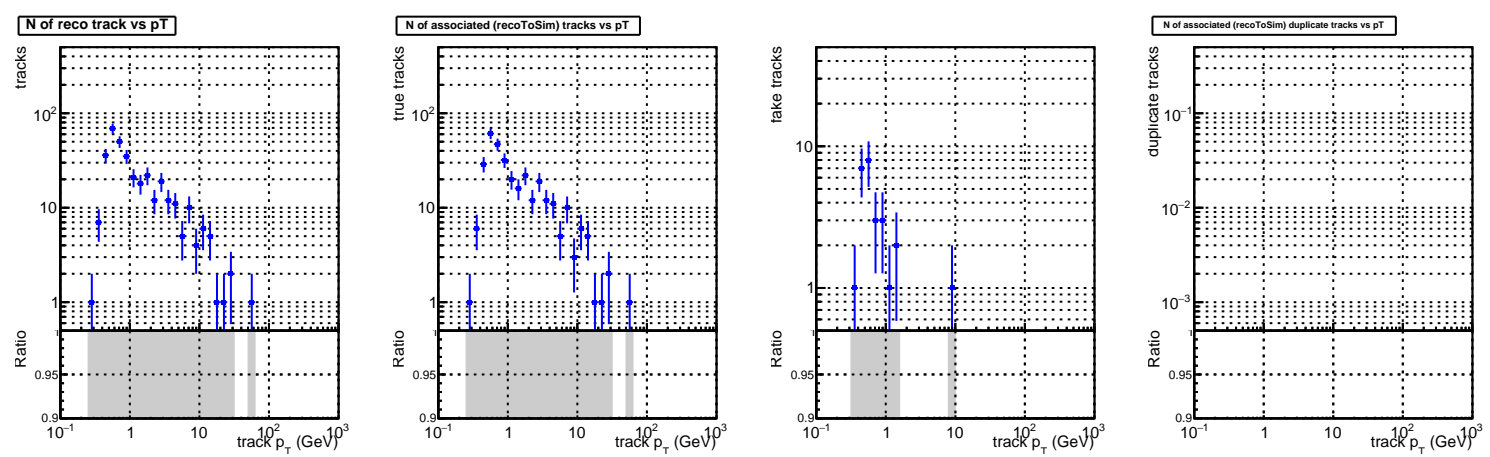 N of reco track vs pT
tracks
10²
10
1
Ratio
1
0.95
0.9
10⁻¹ 1 10 10² 10³
track p_T (GeV)
N of associated (recoToSim) tracks vs pT
true tracks
10²
10
1
Ratio
1
0.95
0.9
10⁻¹ 1 10 10² 10³
track p_T (GeV)
fake tracks
10
1
Ratio
1
0.95
0.9
10⁻¹ 1 10 10² 10³
track p_T (GeV)
N of associated (recoToSim) duplicate tracks vs pT
duplicate tracks
10⁻¹
10⁻²
10⁻³
Ratio
1
0.95
0.9
10⁻¹ 1 10 10² 10³
track p_T (GeV)